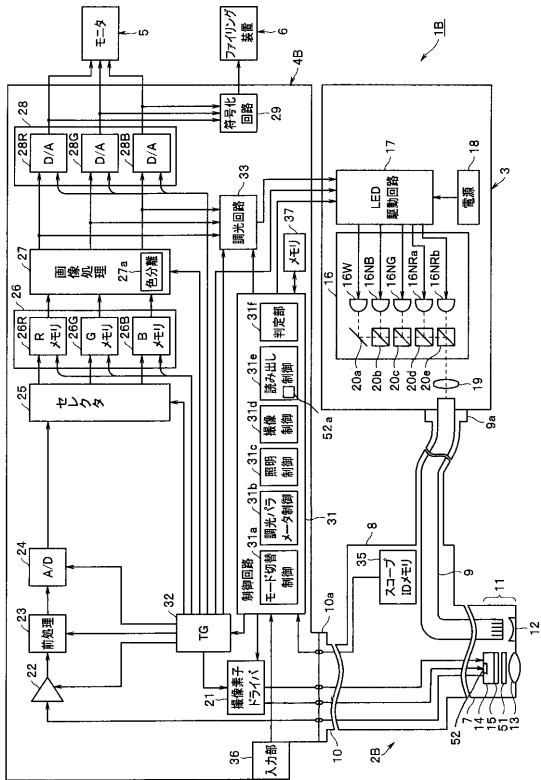 モニタ
5
ファイリング
装置
6
4B
1B
28
28R
D/A
28G
D/A
28B
D/A
符号化
回路
29
33
調光回路
27
画像処理
27a
色分離
26
26R
R
メモリ
26G
G
メモリ
26B
B
メモリ
25
セレクタ
24
A/D
23
前処理
22
32
TG
21
撮像素子
ドライバ
36
入力部
制御回路
31
31a
モード切替
制御
31b
調光パラ
メータ制御
31c
照明
制御
31d
撮像
制御
31e
読み出し
制御
52a
31f
判定部
37
メモリ
17
LED
駆動回路
18
電源
3
16
16W
16NB
16NG
16NRa
16NRb
20a
20b
20c
20d
20e
19
9a
8
35
スコープ
IDメモリ
9
10a
10
2B
11
12
7
52
14
15
51
13